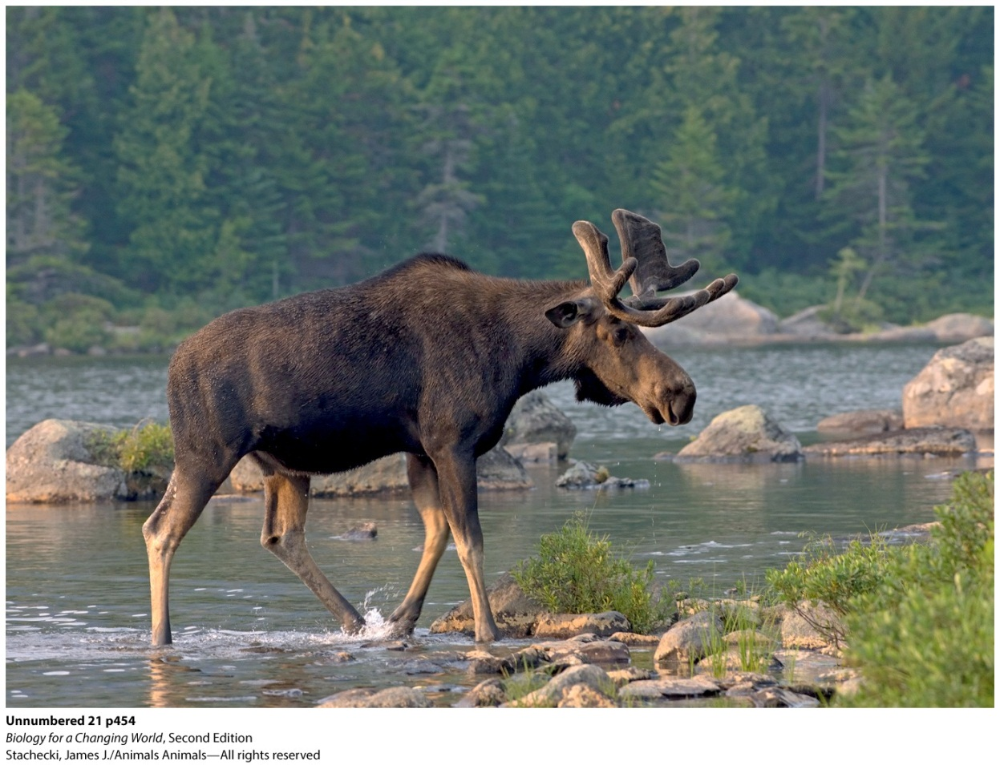 Unnumbered 21 p454
Biology for a Changing World, Second Edition
Stachecki, James J./Animals Animals—All rights reserved